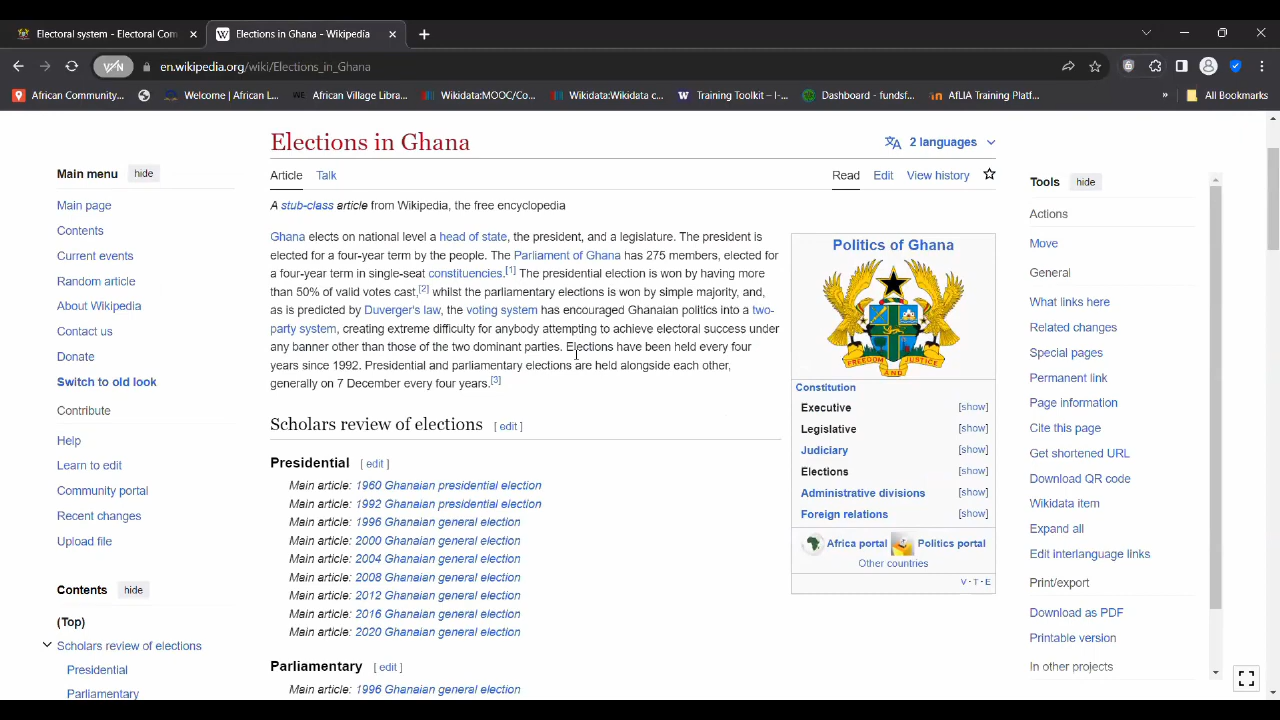 Electoral system - Electoral Com
Elections in Ghana - Wikipedia
VPN
en.wikipedia.org/wiki/Elections_in_Ghana
African Community...
Welcome | African L...
WE African Village Libra...
Wikidata:MOOC/Co...
Wikidata:Wikidata c...
W Training Toolkit – I-...
Dashboard - fundsf...
AfLIA Training Platf...
»
All Bookmarks
Main menu
hide
Main page
Contents
Current events
Random article
About Wikipedia
Contact us
Donate
Switch to old look
Contribute
Help
Learn to edit
Community portal
Recent changes
Upload file
Contents
hide
(Top)
Scholars review of elections
Presidential
Parliamentary
Elections in Ghana
2 languages
Article
Talk
Read
Edit
View history
A stub-class article from Wikipedia, the free encyclopedia
Ghana elects on national level a head of state, the president, and a legislature. The president is
elected for a four-year term by the people. The Parliament of Ghana has 275 members, elected for
a four-year term in single-seat constituencies.[1] The presidential election is won by having more
than 50% of valid votes cast,[2] whilst the parliamentary elections is won by simple majority, and,
as is predicted by Duverger's law, the voting system has encouraged Ghanaian politics into a two-
party system, creating extreme difficulty for anybody attempting to achieve electoral success under
any banner other than those of the two dominant parties. Elections have been held every four
years since 1992. Presidential and parliamentary elections are held alongside each other,
generally on 7 December every four years.[3]
Scholars review of elections [ edit ]
Presidential [ edit ]
Main article: 1960 Ghanaian presidential election
Main article: 1992 Ghanaian presidential election
Main article: 1996 Ghanaian general election
Main article: 2000 Ghanaian general election
Main article: 2004 Ghanaian general election
Main article: 2008 Ghanaian general election
Main article: 2012 Ghanaian general election
Main article: 2016 Ghanaian general election
Main article: 2020 Ghanaian general election
Parliamentary [ edit ]
Main article: 1996 Ghanaian general election
Politics of Ghana
FREEDOM AND JUSTICE
Constitution
Executive [show]
Legislative [show]
Judiciary [show]
Elections [show]
Administrative divisions [show]
Foreign relations [show]
Africa portal Politics portal
Other countries
V · T · E
Tools
hide
Actions
Move
General
What links here
Related changes
Special pages
Permanent link
Page information
Cite this page
Get shortened URL
Download QR code
Wikidata item
Expand all
Edit interlanguage links
Print/export
Download as PDF
Printable version
In other projects